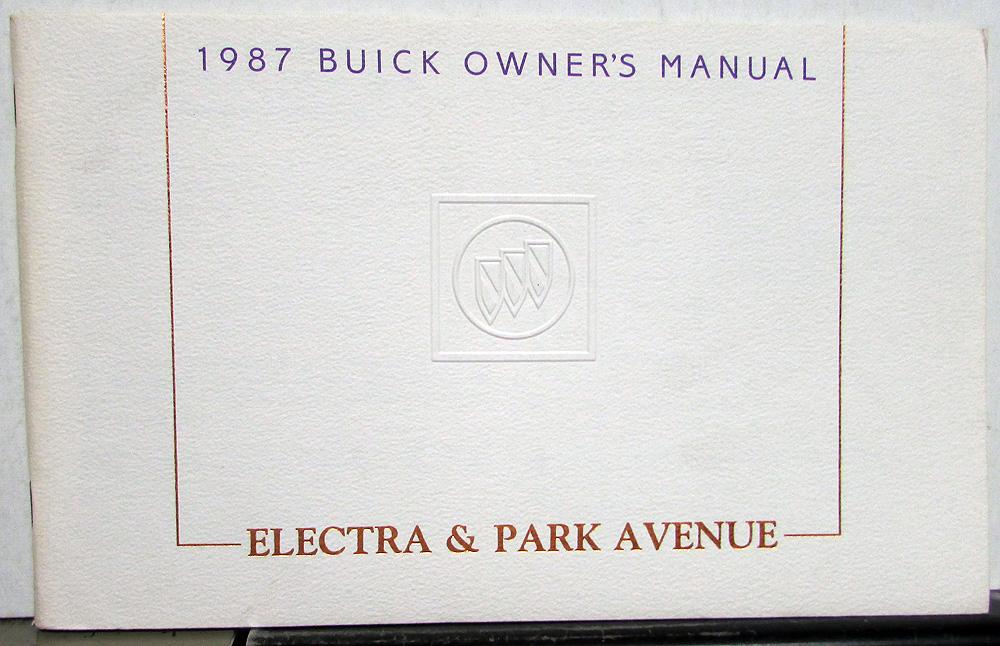 1987 BUICK OWNER'S MANUAL
ELECTRA & PARK AVENUE